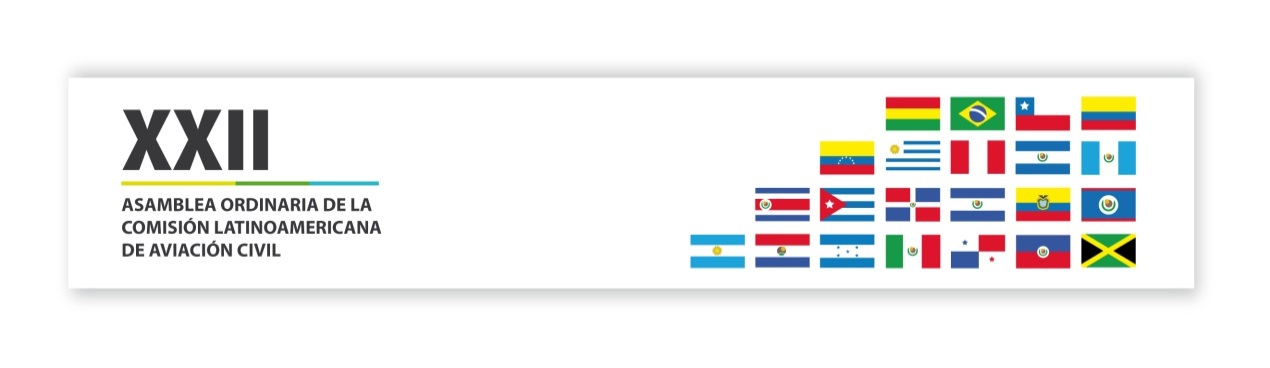 XXII
ASAMBLEA ORDINARIA DE LA
COMISIÓN LATINOAMERICANA
DE AVIACIÓN CIVIL